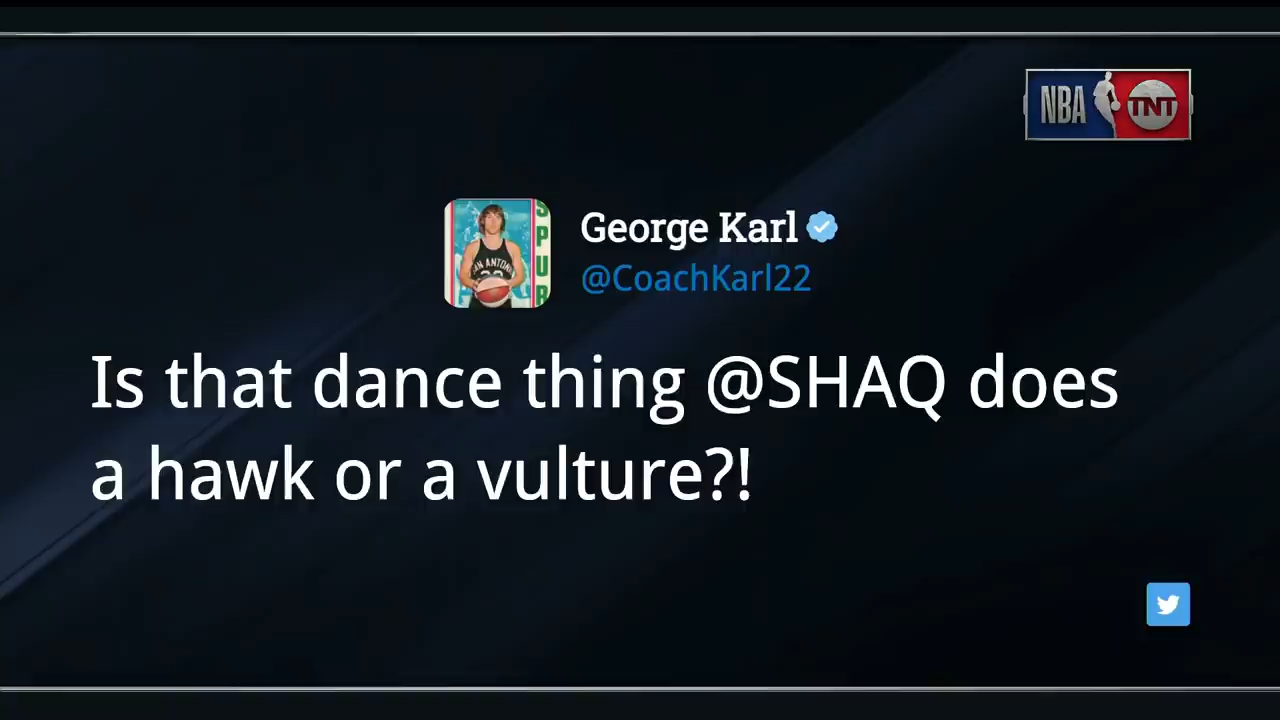 NBA TNT
George Karl
@CoachKarl22
Is that dance thing @SHAQ does
a hawk or a vulture?!